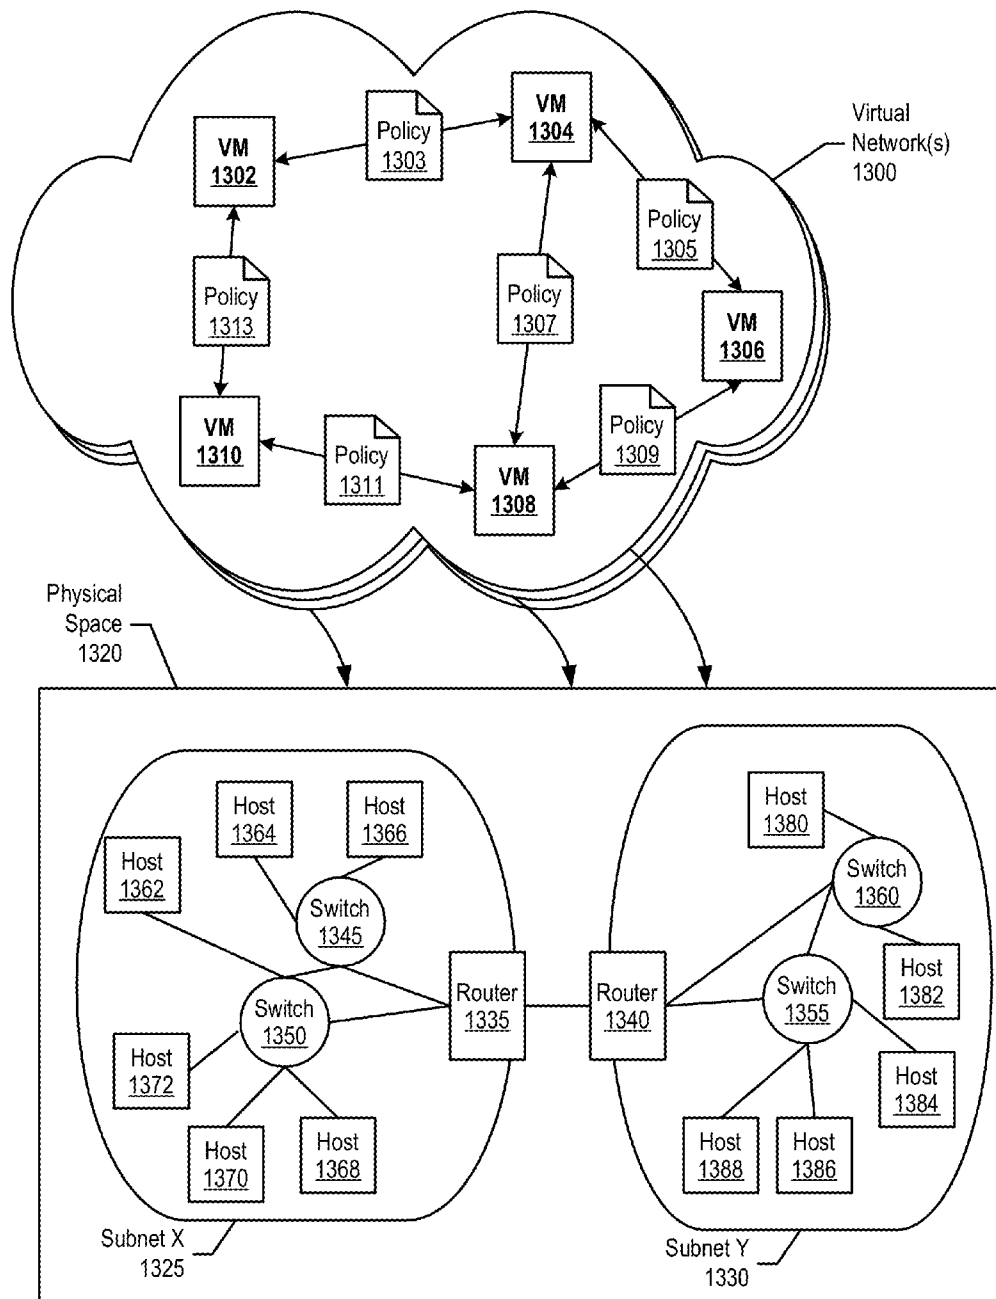 VM
1304
Policy
1303
VM
1302
Virtual
Network(s)
1300
Policy
1305
Policy
1313
Policy
1307
VM
1306
VM
1310
Policy
1311
Policy
1309
VM
1308
Physical
Space
1320
Host
1364
Host
1366
Host
1380
Host
1362
Switch
1345
Switch
1360
Switch
1350
Router
1335
Router
1340
Switch
1355
Host
1382
Host
1372
Host
1384
Host
1370
Host
1368
Host
1388
Host
1386
Subnet X
1325
Subnet Y
1330